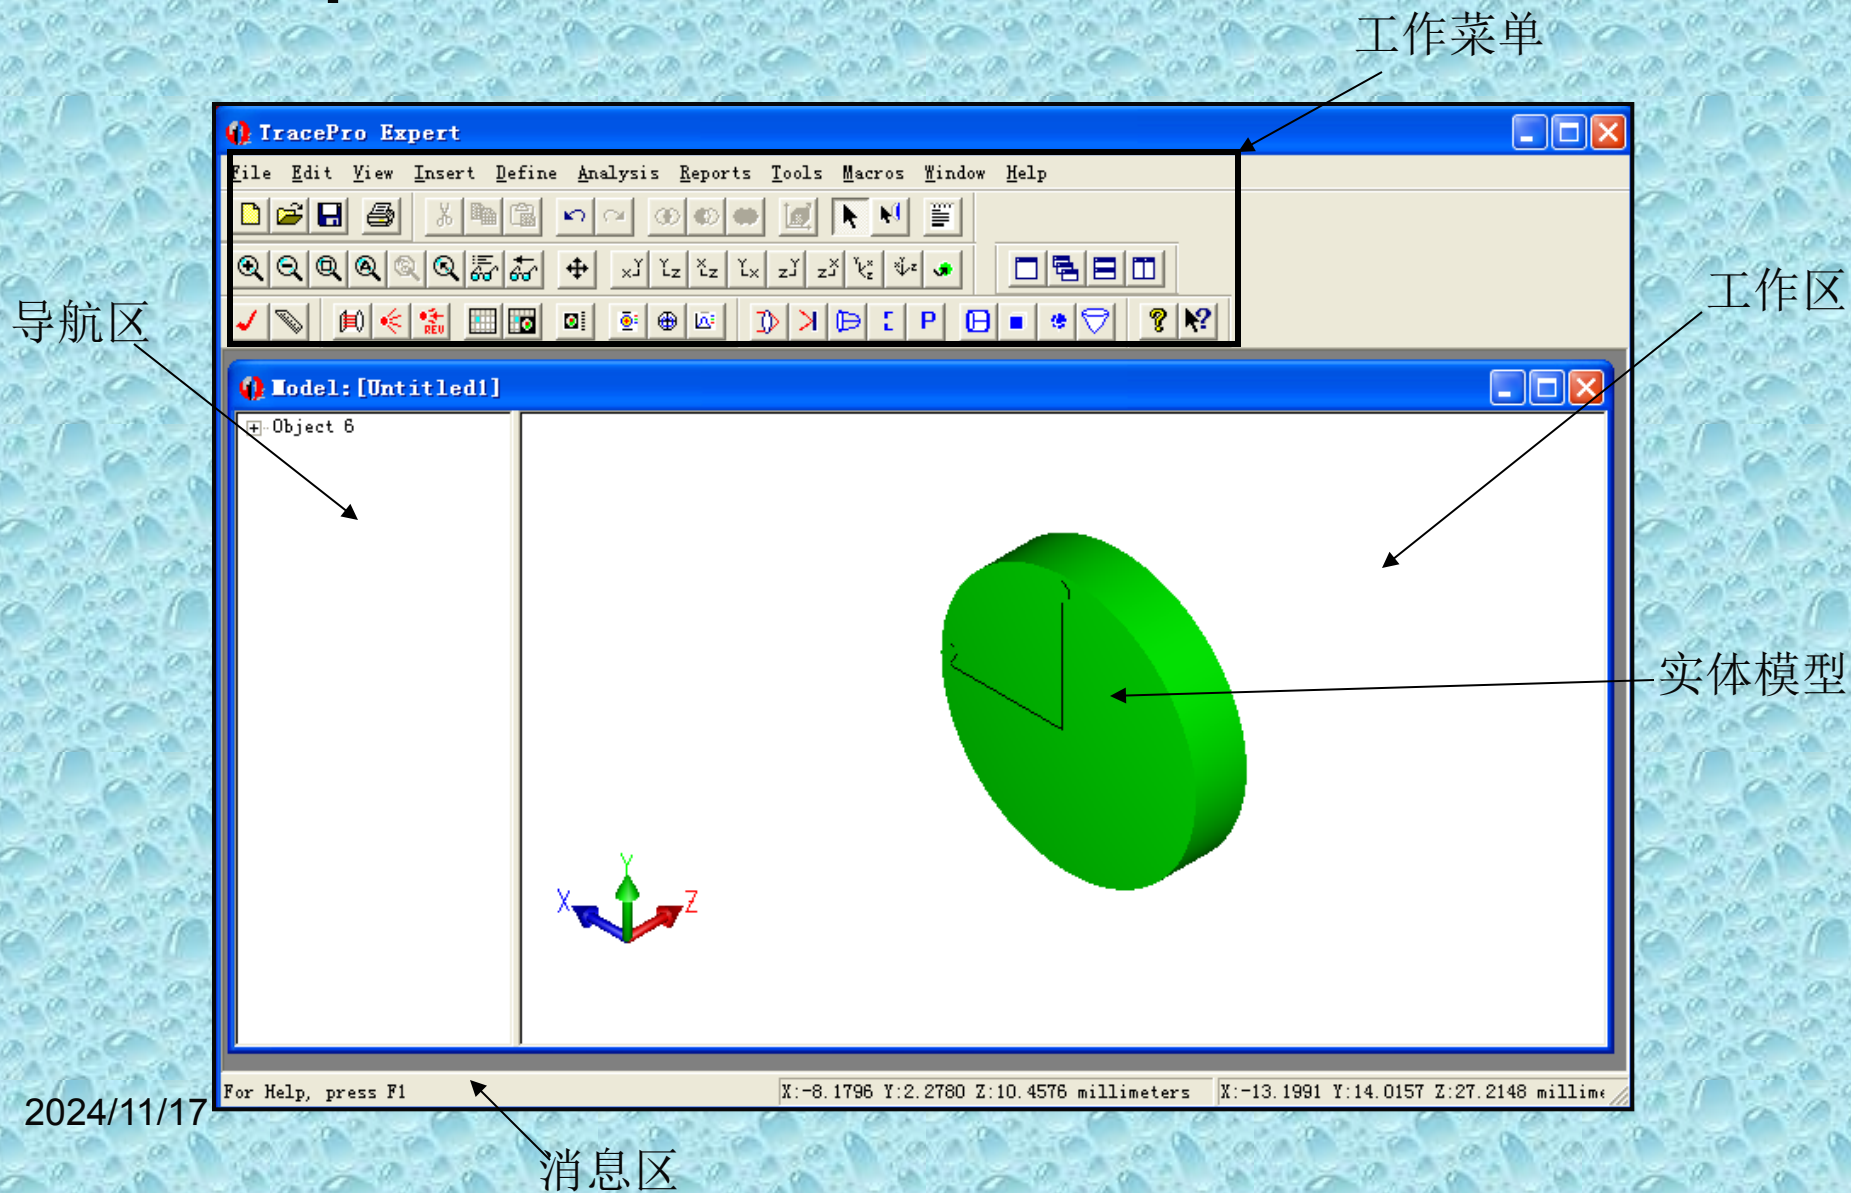 工作菜单
TracePro Expert
File Edit View Insert Define Analysis Reports Tools Macros Window Help
REV
P
导航区
工作区
Model:[Untitled1]
Object 6
实体模型
Y
X
Z
For Help, press F1
X:-8.1796 Y:2.2780 Z:10.4576 millimeters
X:-13.1991 Y:14.0157 Z:27.2148 millime
2024/11/17
消息区